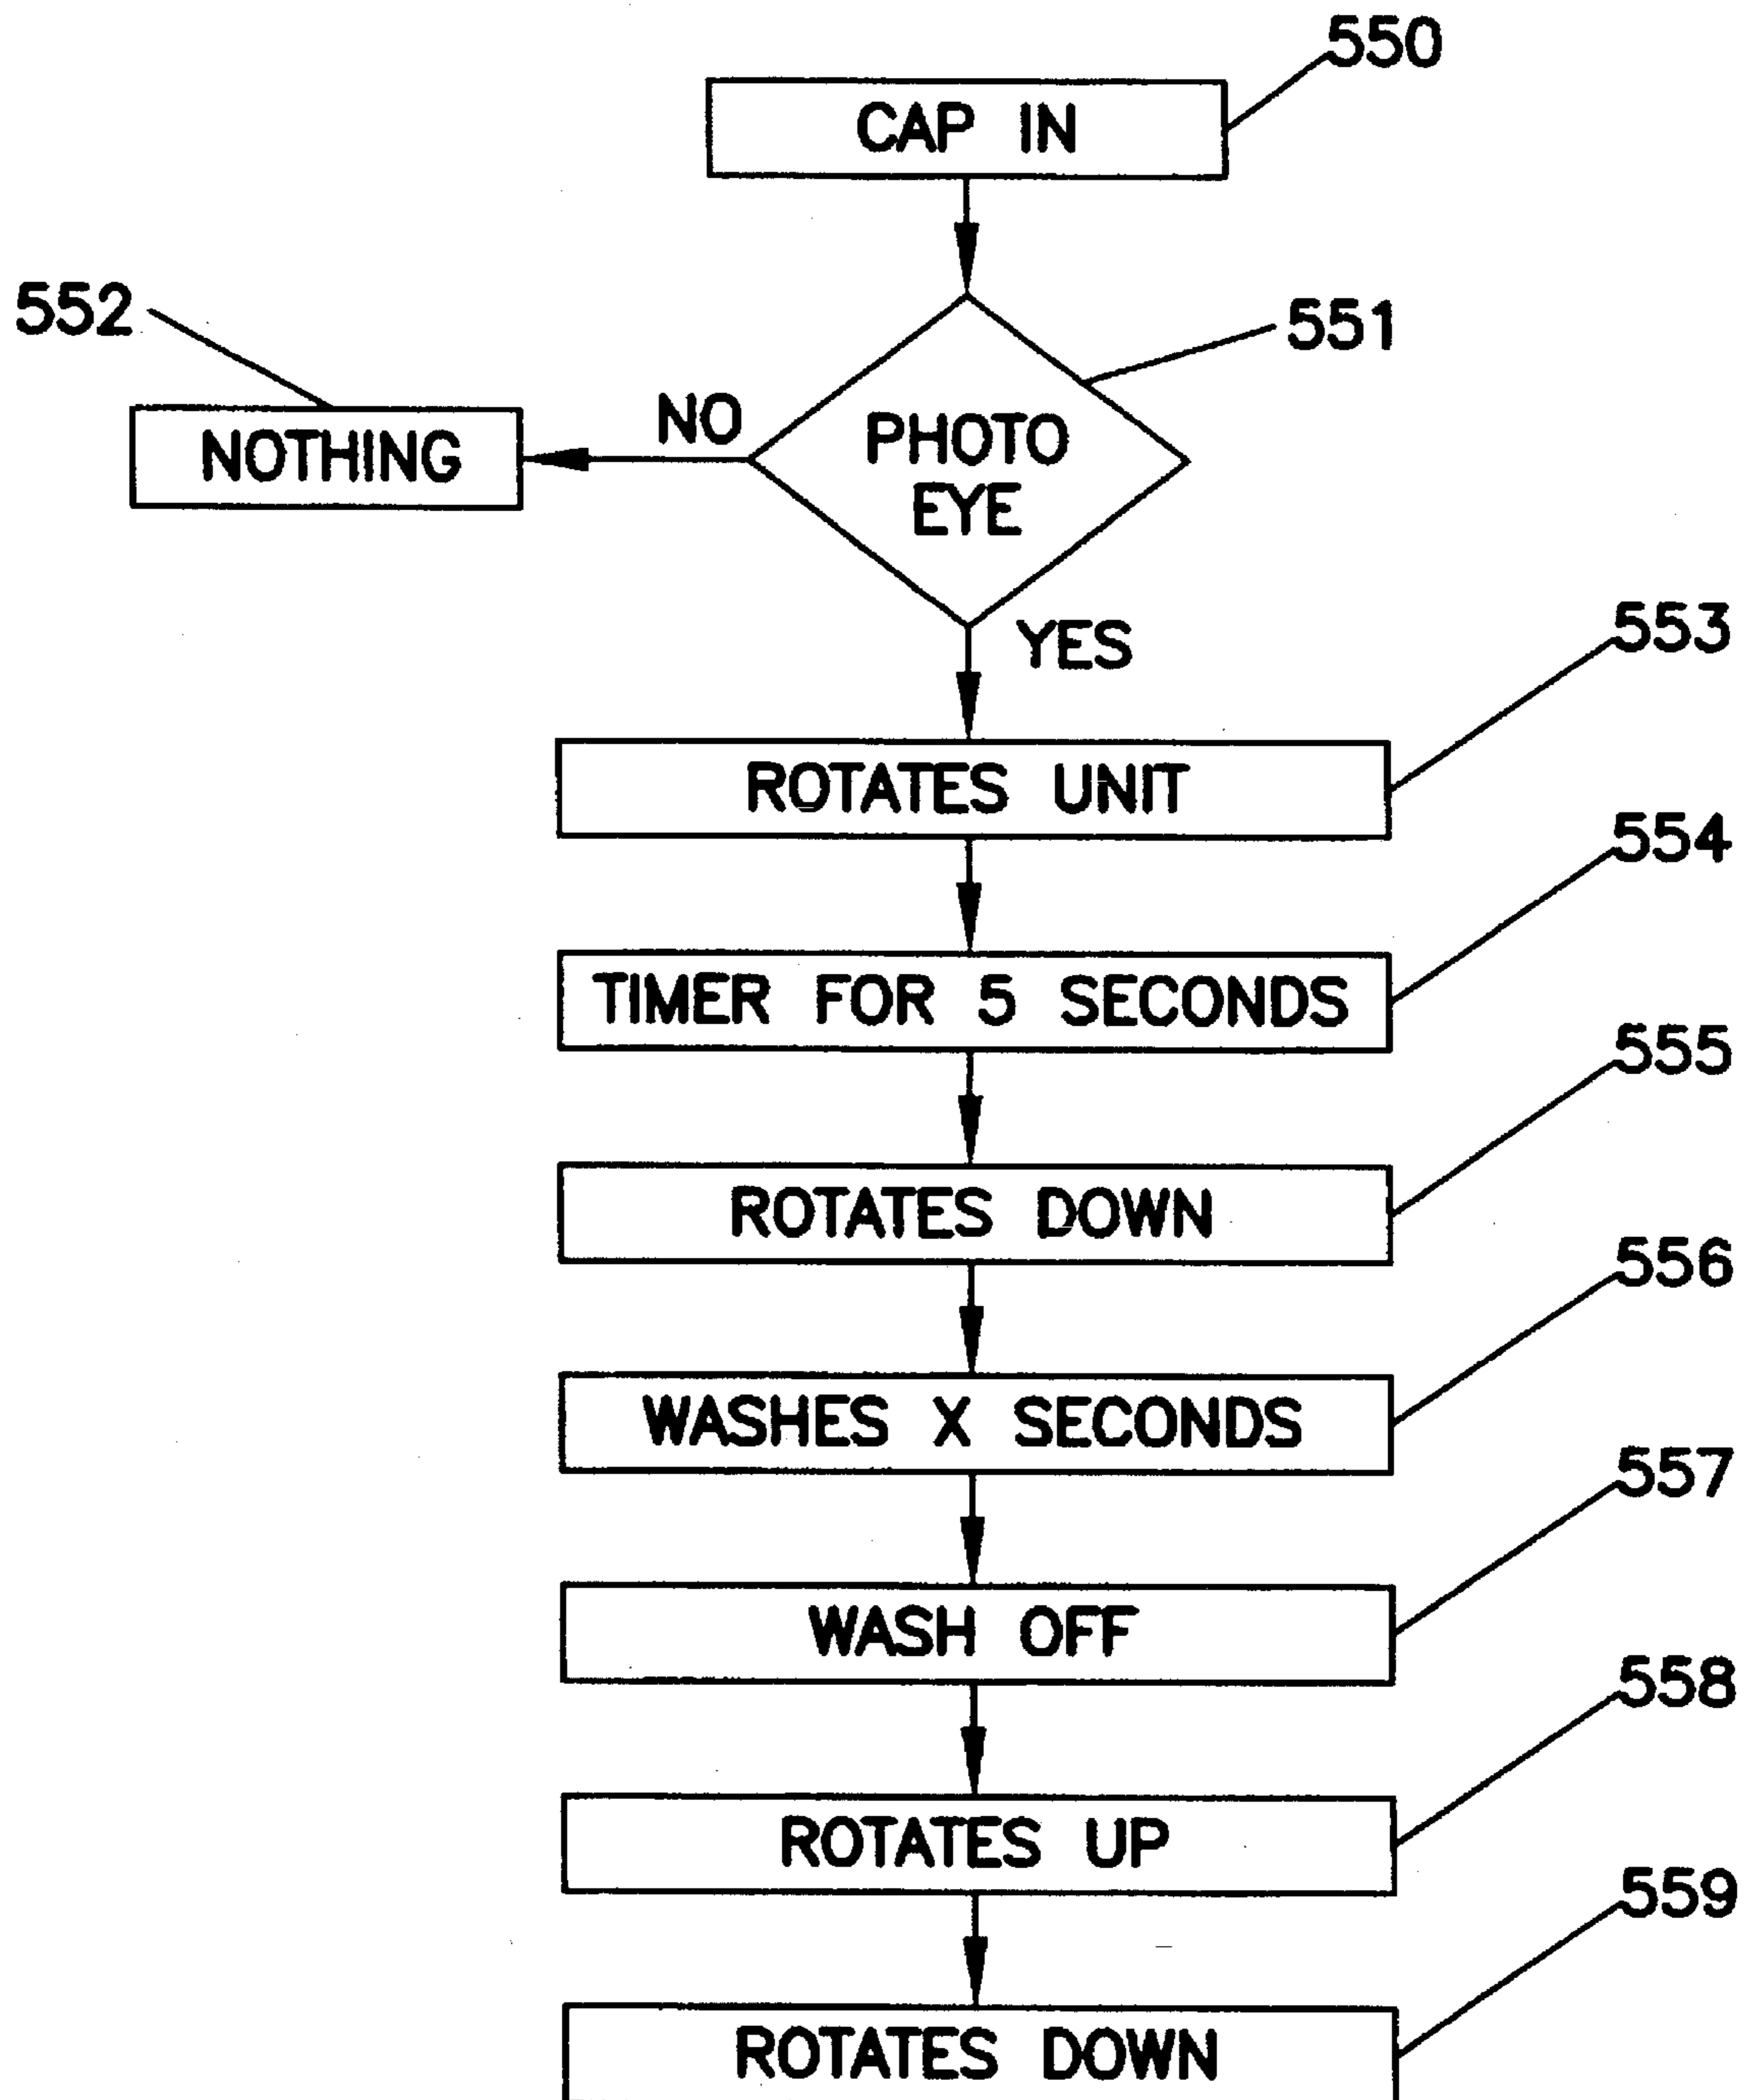 550
CAP IN
552
551
NO
NOTHING
PHOTO
EYE
YES
553
ROTATES UNIT
554
TIMER FOR 5 SECONDS
555
ROTATES DOWN
556
WASHES X SECONDS
557
WASH OFF
558
ROTATES UP
559
ROTATES DOWN